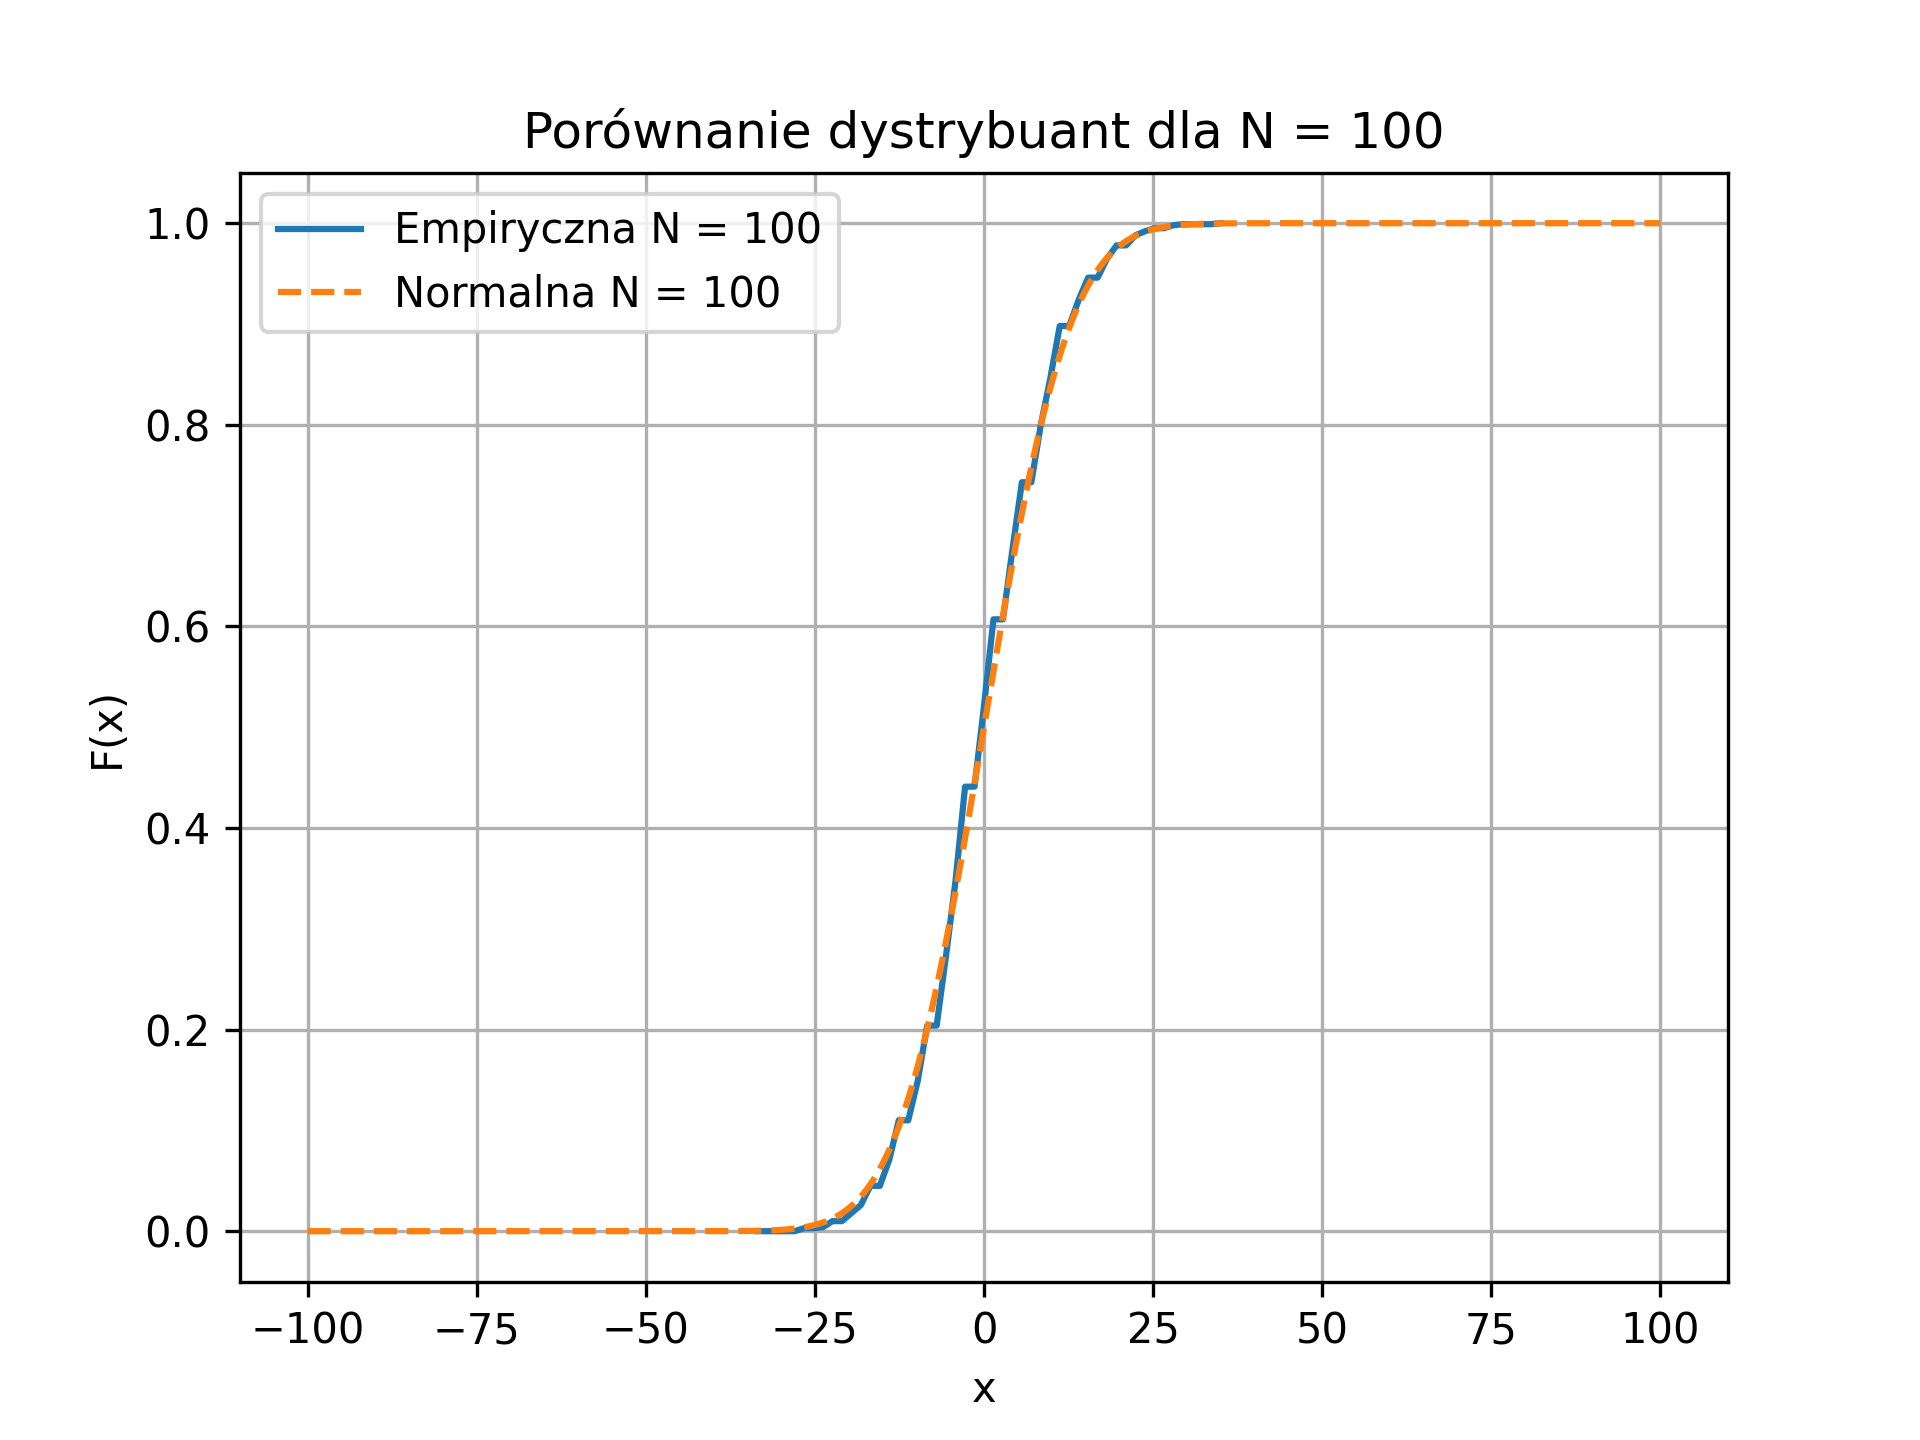 Porównanie dystrybuant dla N = 100
Empiryczna N = 100
Normalna N = 100
1.0
0.8
0.6
0.4
0.2
0.0
F(x)
−100 −75 −50 −25 0 25 50 75 100
x